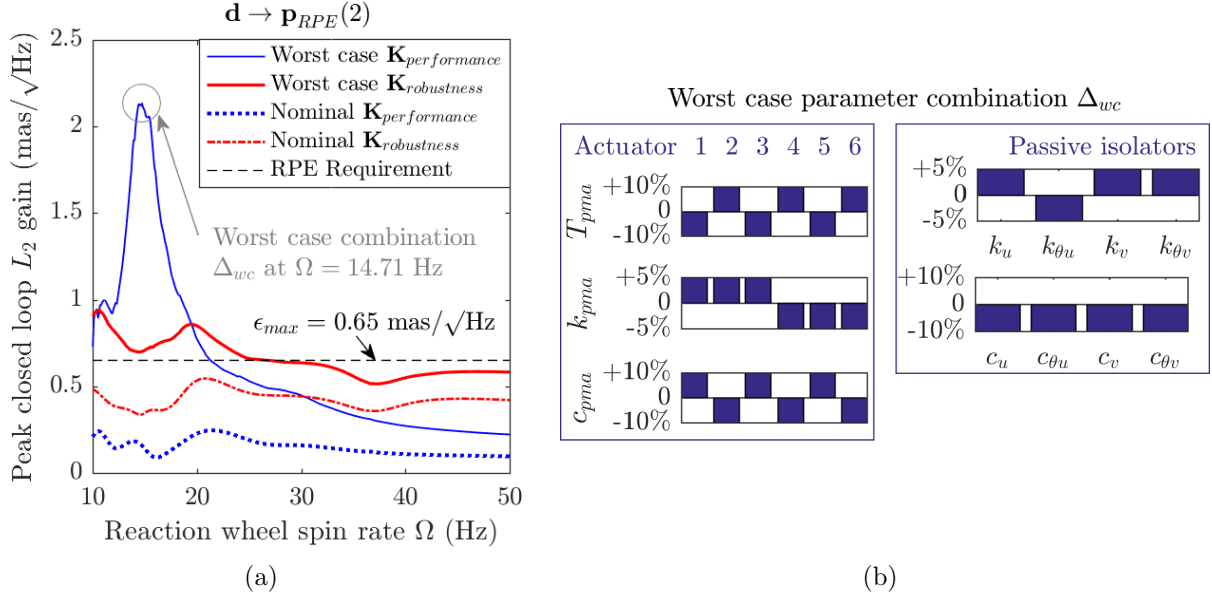 d → p_RPE(2)
Peak closed loop L₂ gain (mas/√Hz)
2.5
2
1.5
1
0.5
0
Worst case K_performance
Worst case K_robustness
Nominal K_performance
Nominal K_robustness
RPE Requirement
Worst case combination
Δ_wc at Ω = 14.71 Hz
ϵ_max = 0.65 mas/√Hz
10 20 30 40 50
Reaction wheel spin rate Ω (Hz)
(a)
Worst case parameter combination Δ_wc
Actuator 1 2 3 4 5 6
T_pma
+10%
0
-10%
k_pma
+5%
0
-5%
c_pma
+10%
0
-10%
Passive isolators
+5%
0
-5%
k_u k_θu k_v k_θv
+10%
0
-10%
c_u c_θu c_v c_θv
(b)